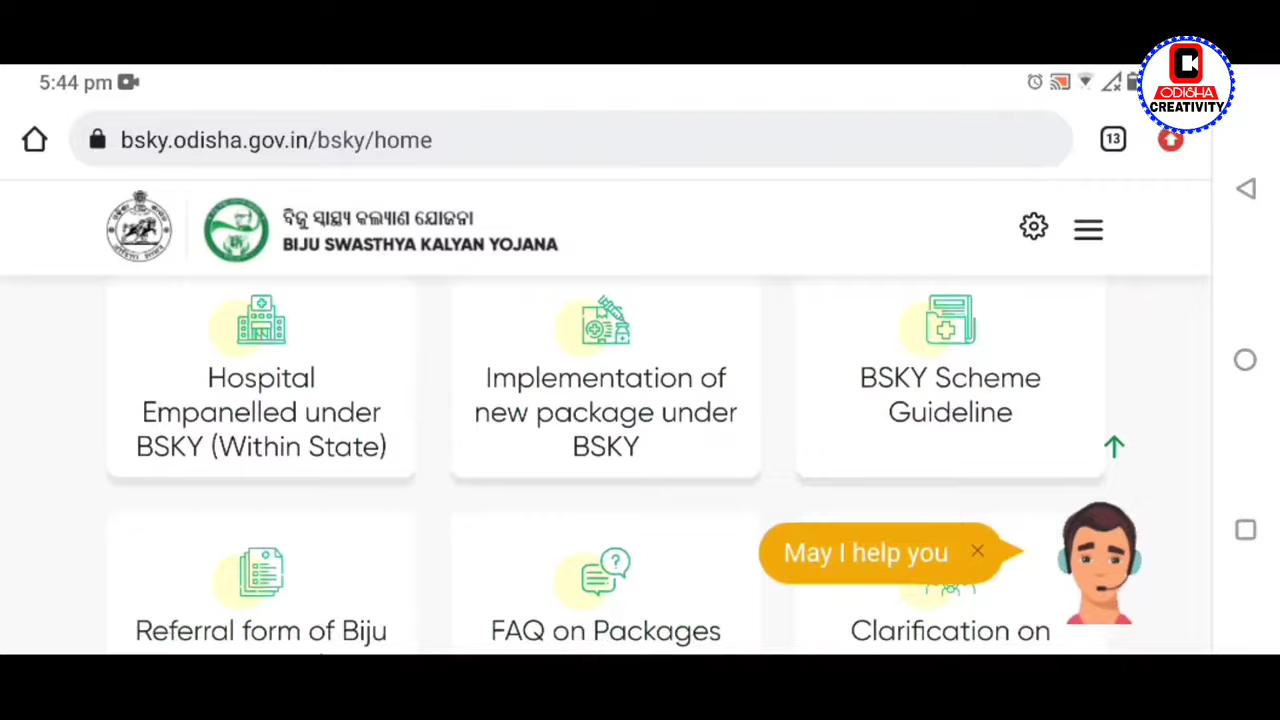 5:44 pm
ODISHA
CREATIVITY
bsky.odisha.gov.in/bsky/home
13
ବିଜୁ ସ୍ୱାସ୍ଥ୍ୟ କଲ୍ୟାଣ ଯୋଜନା
BIJU SWASTHYA KALYAN YOJANA
Hospital
Empanelled under
BSKY (Within State)
Implementation of
new package under
BSKY
BSKY Scheme
Guideline
May I help you
Referral form of Biju
FAQ on Packages
Clarification on